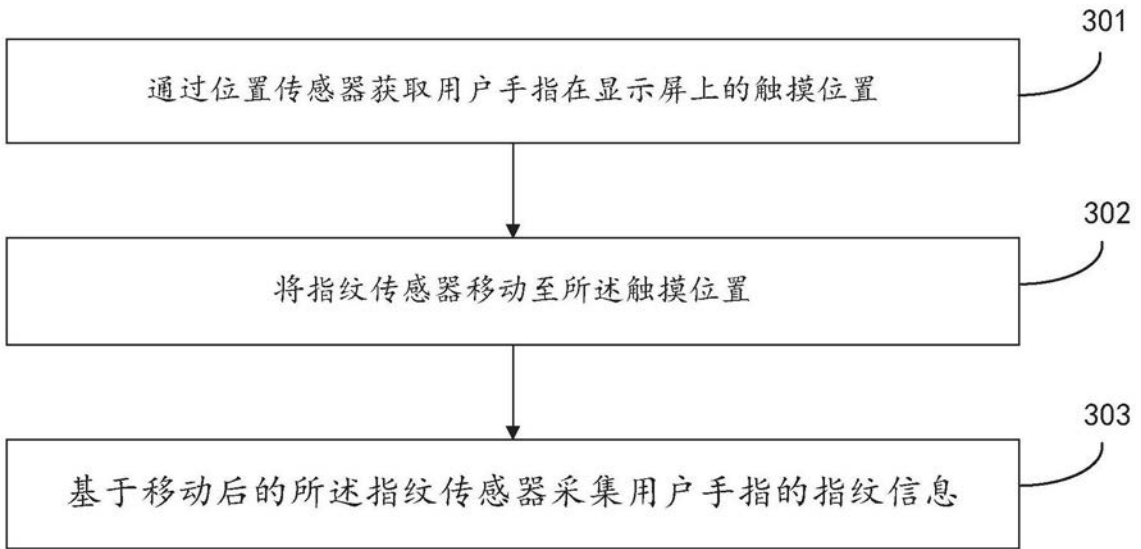 301
通过位置传感器获取用户手指在显示屏上的触摸位置
302
将指纹传感器移动至所述触摸位置
303
基于移动后的所述指纹传感器采集用户手指的指纹信息